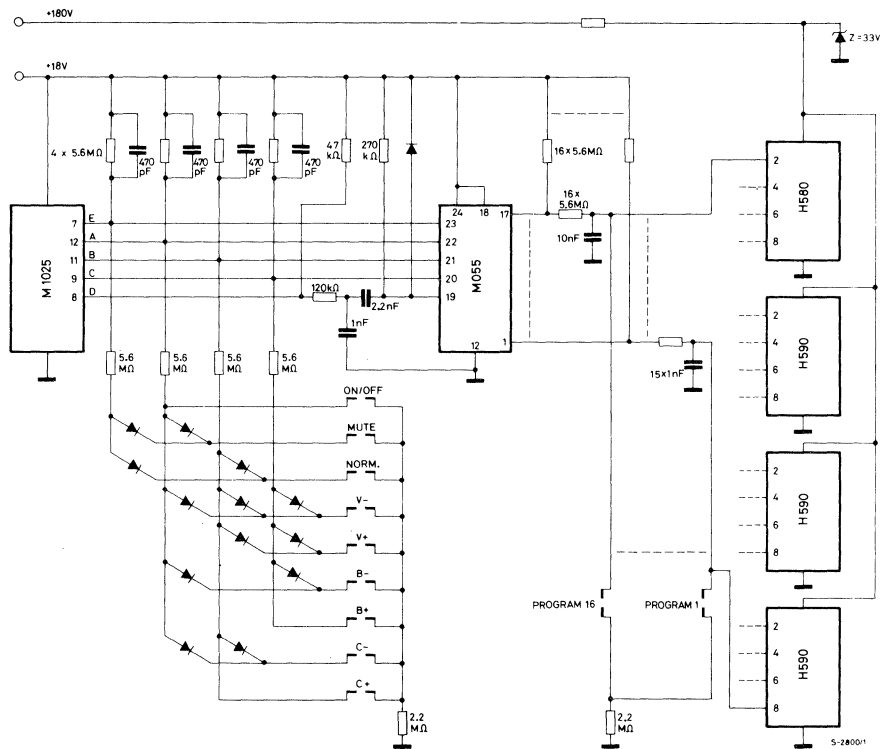 +180V
Z=33V
+18V
4 x 5.6MΩ
470 pF
470 pF
470 pF
470 pF
47 kΩ
270 kΩ
16x5.6MΩ
16x 5.6MΩ
10nF
M1025
7 E
12 A
11 B
9 C
8 D
120kΩ
2.2nF
1nF
M055
24
18
17
23
22
21
20
19
12
1
15x1nF
5.6 MΩ
5.6 MΩ
5.6 MΩ
5.6 MΩ
ON/OFF
MUTE
NORM.
V-
V+
B-
B+
C-
C+
2.2 MΩ
PROGRAM 16
PROGRAM 1
2.2 MΩ
H580
2
4
6
8
H590
2
4
6
8
H590
2
4
6
8
H590
2
4
6
8
S-2800/1